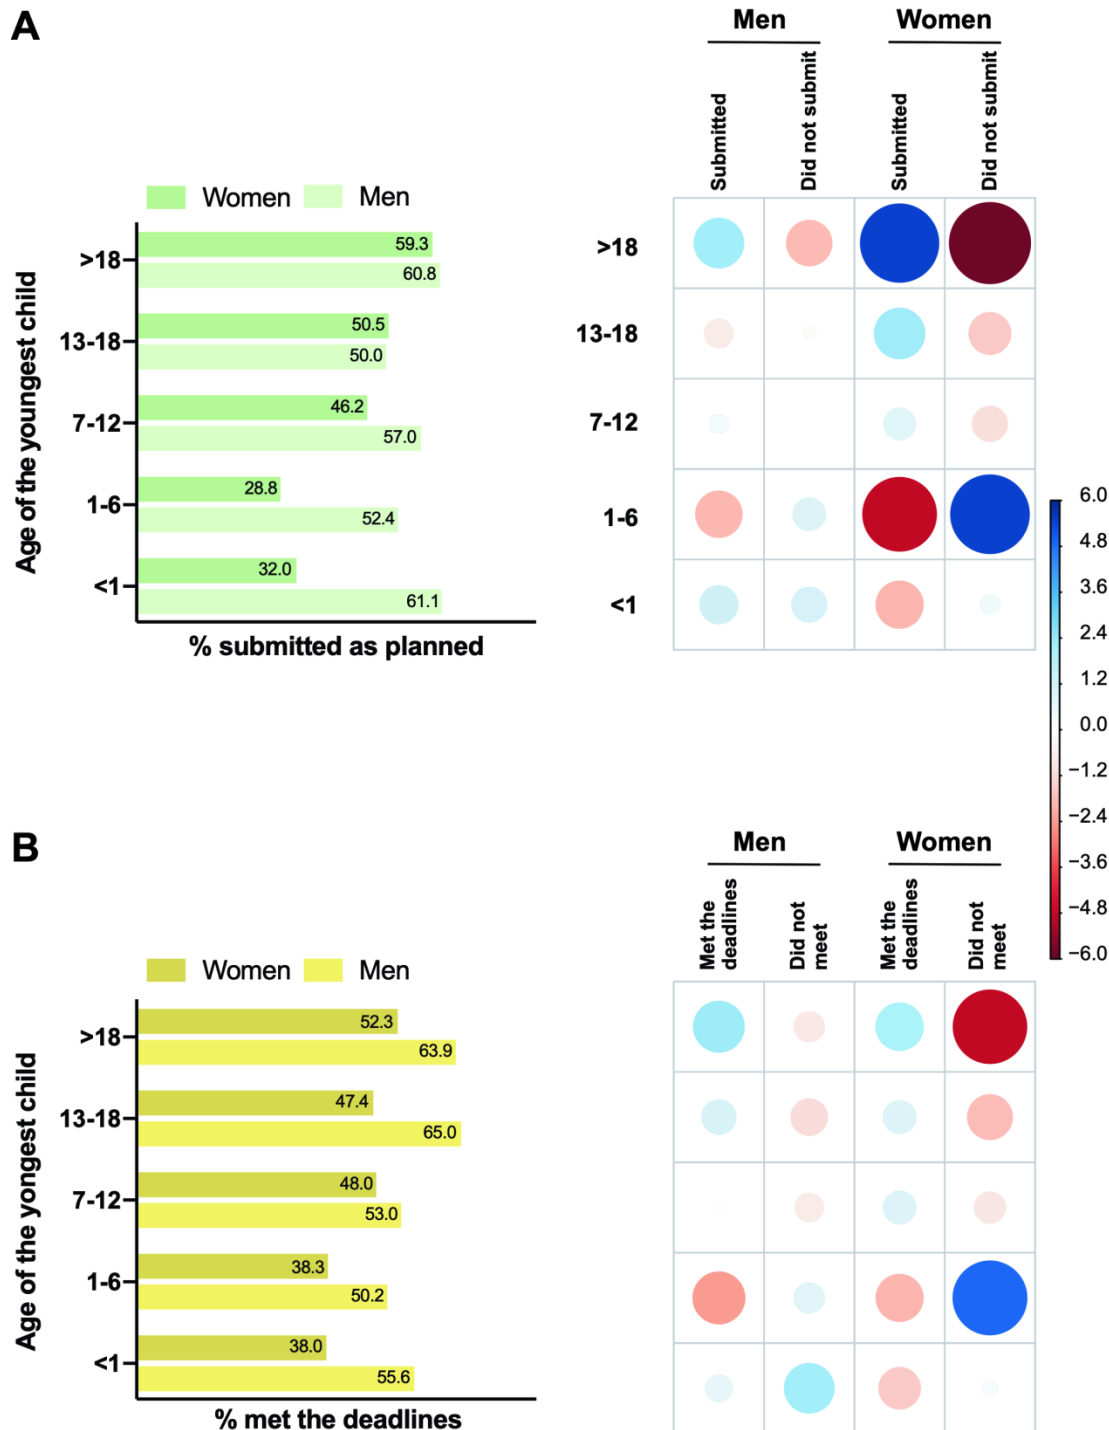 A
Men
Women
Submitted
Did not submit
Submitted
Did not submit
Women
Men
Age of the youngest child
>18
59.3
60.8
13-18
50.5
50.0
7-12
46.2
57.0
1-6
28.8
52.4
<1
32.0
61.1
% submitted as planned
>18
13-18
7-12
1-6
<1
6.0
4.8
3.6
2.4
1.2
0.0
−1.2
−2.4
−3.6
−4.8
−6.0
B
Men
Women
Met the
deadlines
Did not
meet
Met the
deadlines
Did not
meet
Women
Men
Age of the yongest child
>18
52.3
63.9
13-18
47.4
65.0
7-12
48.0
53.0
1-6
38.3
50.2
<1
38.0
55.6
% met the deadlines